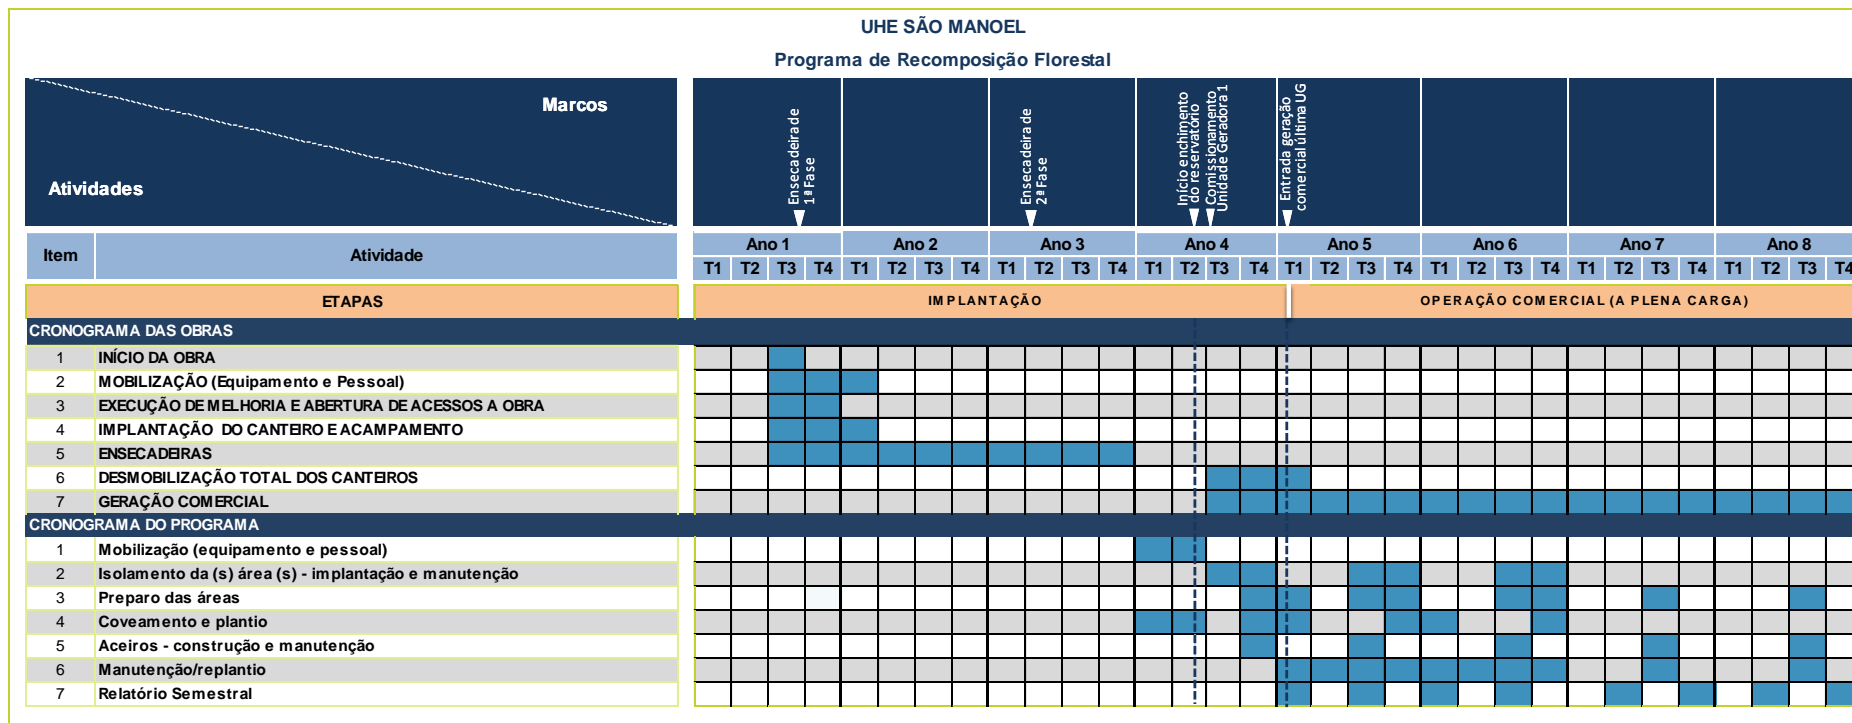 UHE SÃO MANOEL
Programa de Recomposição Florestal
Marcos
Atividades
Ensecadeira de
1ª Fase
Ensecadeira de
2ª Fase
Início enchimento
do reservatório
Comissionamento
Unidade Geradora 1
Entrada geração
comercial última UG
Item Atividade
Ano 1 Ano 2 Ano 3 Ano 4 Ano 5 Ano 6 Ano 7 Ano 8
T1 T2 T3 T4 T1 T2 T3 T4 T1 T2 T3 T4 T1 T2 T3 T4 T1 T2 T3 T4 T1 T2 T3 T4 T1 T2 T3 T4 T1 T2 T3 T4
ETAPAS IMPLANTAÇÃO OPERAÇÃO COMERCIAL (A PLENA CARGA)
CRONOGRAMA DAS OBRAS
1 INÍCIO DA OBRA
2 MOBILIZAÇÃO (Equipamento e Pessoal)
3 EXECUÇÃO DE MELHORIA E ABERTURA DE ACESSOS A OBRA
4 IMPLANTAÇÃO DO CANTEIRO E ACAMPAMENTO
5 ENSECADEIRAS
6 DESMOBILIZAÇÃO TOTAL DOS CANTEIROS
7 GERAÇÃO COMERCIAL
CRONOGRAMA DO PROGRAMA
1 Mobilização (equipamento e pessoal)
2 Isolamento da (s) área (s) - implantação e manutenção
3 Preparo das áreas
4 Coveamento e plantio
5 Aceiros - construção e manutenção
6 Manutenção/replantio
7 Relatório Semestral